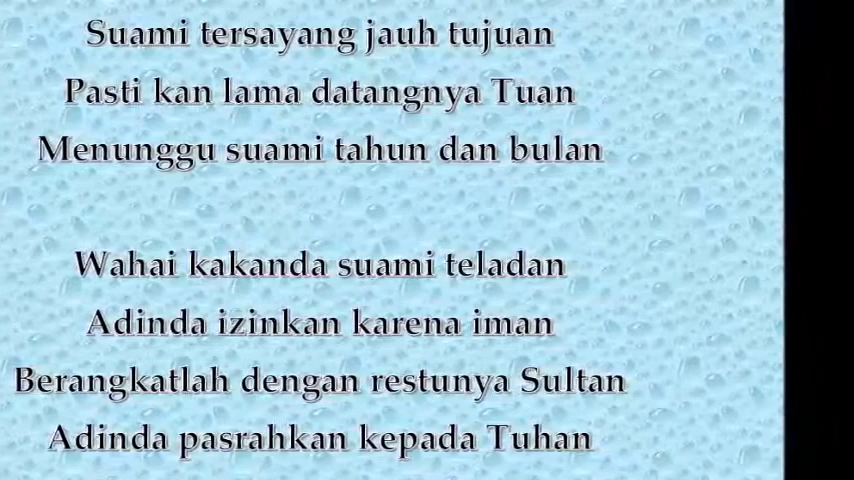 Suami tersayang jauh tujuan
Pasti kan lama datangnya Tuan
Menunggu suami tahun dan bulan
Wahai kakanda suami teladan
Adinda izinkan karena iman
Berangkatlah dengan restunya Sultan
Adinda pasrahkan kepada Tuhan